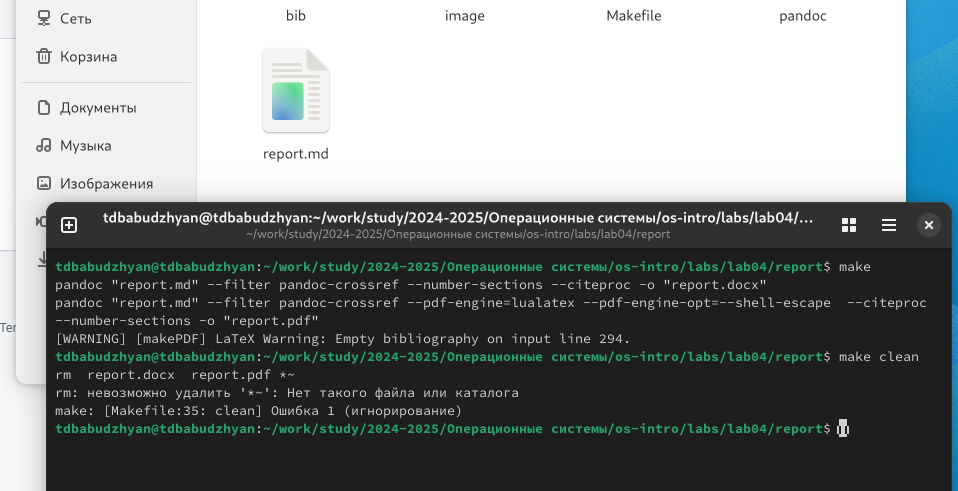 Сеть
Корзина
Документы
Музыка
Изображения
bib image Makefile pandoc
report.md
tdbabudzhyan@tdbabudzhyan:~/work/study/2024-2025/Операционные системы/os-intro/labs/lab04/...
~/work/study/2024-2025/Операционные системы/os-intro/labs/lab04/report
tdbabudzhyan@tdbabudzhyan:~/work/study/2024-2025/Операционные системы/os-intro/labs/lab04/report$ make
pandoc "report.md" --filter pandoc-crossref --number-sections --citeproc -o "report.docx"
pandoc "report.md" --filter pandoc-crossref --pdf-engine=lualatex --pdf-engine-opt=--shell-escape  --citeproc
--number-sections -o "report.pdf"
[WARNING] [makePDF] LaTeX Warning: Empty bibliography on input line 294.
tdbabudzhyan@tdbabudzhyan:~/work/study/2024-2025/Операционные системы/os-intro/labs/lab04/report$ make clean
rm  report.docx  report.pdf *~
rm: невозможно удалить '*~': Нет такого файла или каталога
make: [Makefile:35: clean] Ошибка 1 (игнорирование)
tdbabudzhyan@tdbabudzhyan:~/work/study/2024-2025/Операционные системы/os-intro/labs/lab04/report$